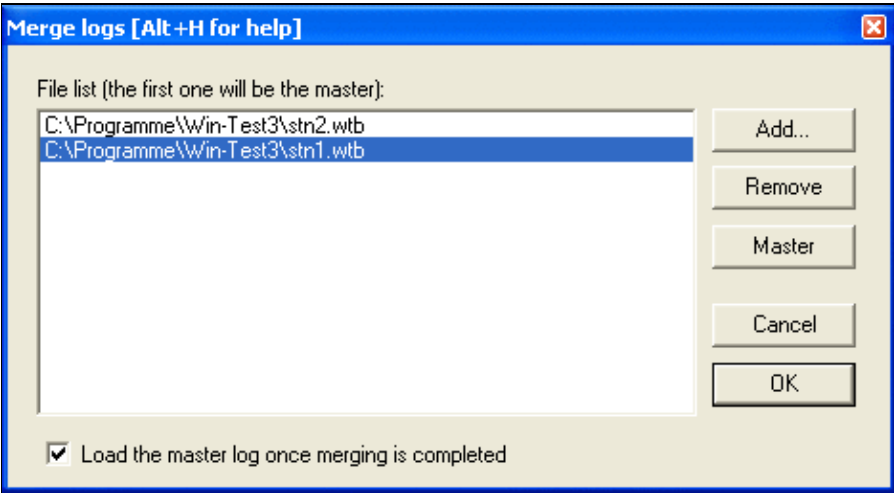 Merge logs [Alt+H for help]
File list (the first one will be the master):
C:\Programme\Win-Test3\stn2.wtb
C:\Programme\Win-Test3\stn1.wtb
Add...
Remove
Master
Cancel
OK
Load the master log once merging is completed